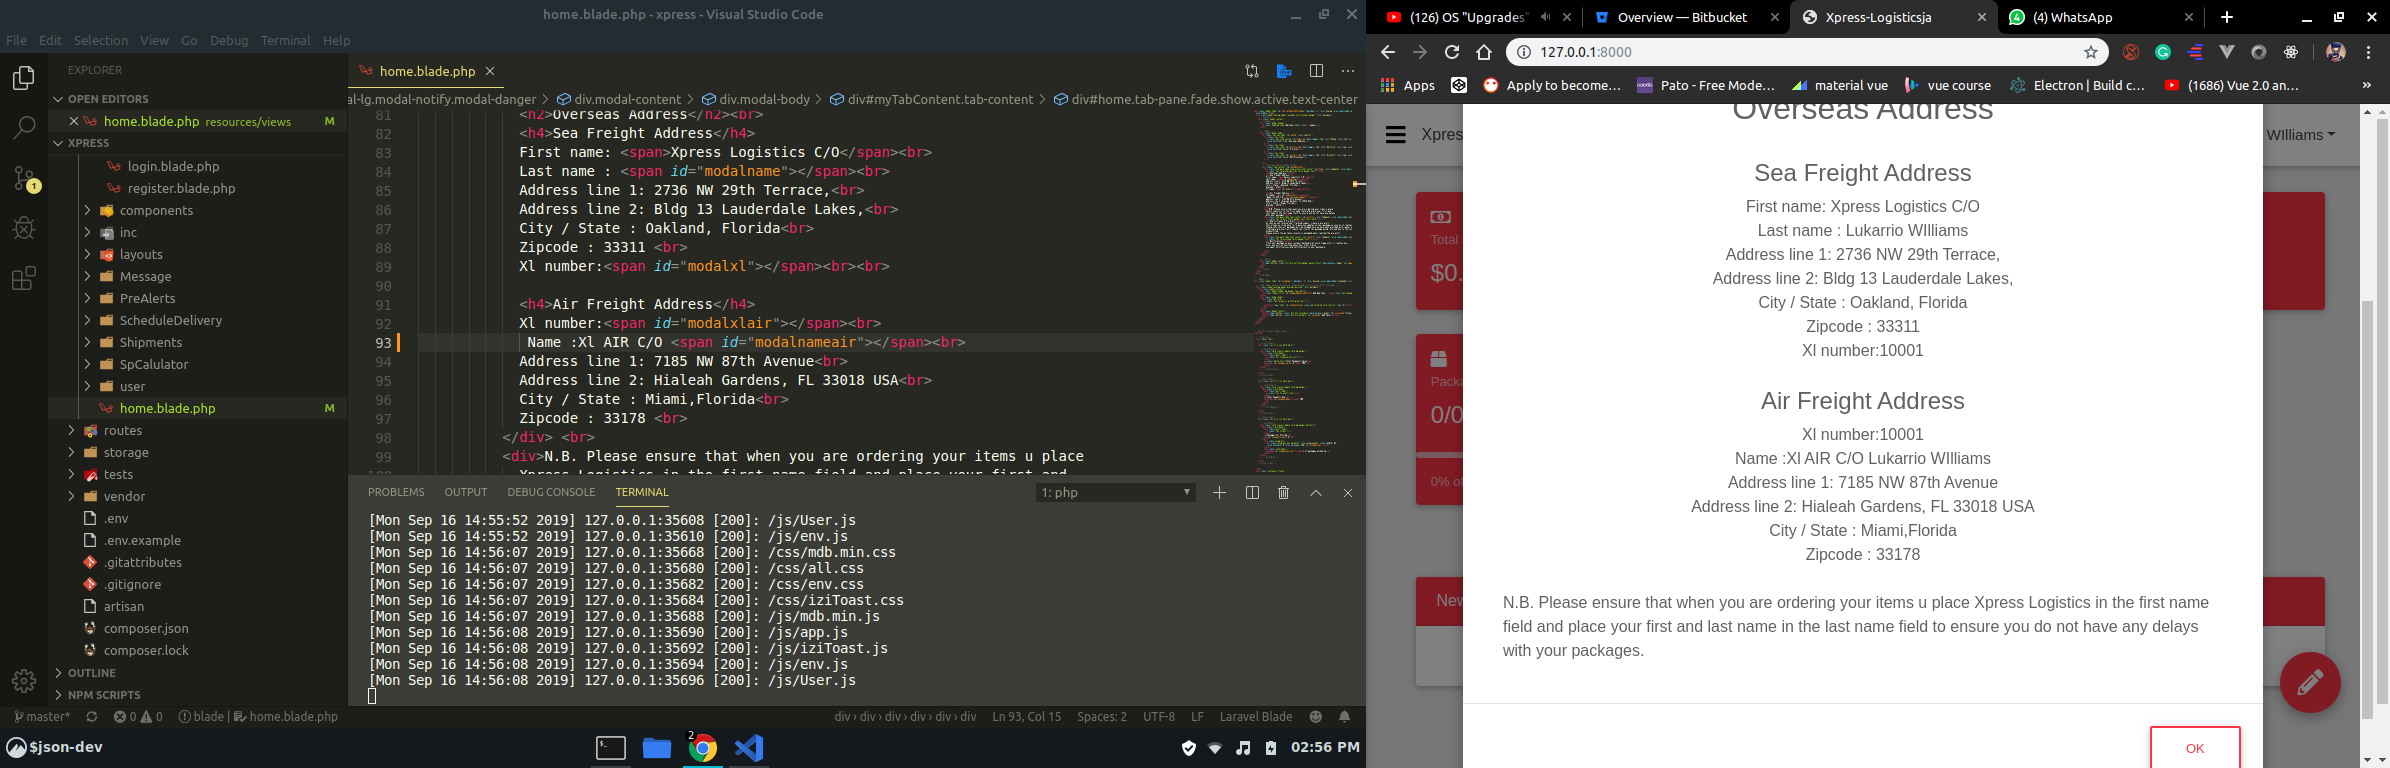 home.blade.php - xpress - Visual Studio Code
File Edit Selection View Go Debug Terminal Help
EXPLORER
OPEN EDITORS
home.blade.php resources/views M
XPRESS
login.blade.php
register.blade.php
components
inc
layouts
Message
PreAlerts
ScheduleDelivery
Shipments
SpCalulator
user
home.blade.php M
routes
storage
tests
vendor
.env
.env.example
.gitattributes
.gitignore
artisan
composer.json
composer.lock
OUTLINE
NPM SCRIPTS
1
home.blade.php
al-lg.modal-notify.modal-danger > div.modal-content > div.modal-body > div#myTabContent.tab-content > div#home.tab-pane.fade.show.active.text-center
81 <h2>Overseas Address</h2><br>
82 <h4>Sea Freight Address</h4>
83 First name: <span>Xpress Logistics C/O</span><br>
84 Last name : <span id="modalname"></span><br>
85 Address line 1: 2736 NW 29th Terrace,<br>
86 Address line 2: Bldg 13 Lauderdale Lakes,<br>
87 City / State : Oakland, Florida<br>
88 Zipcode : 33311 <br>
89 Xl number:<span id="modalxl"></span><br><br>
90
91 <h4>Air Freight Address</h4>
92 Xl number:<span id="modalxlair"></span><br>
93 Name :Xl AIR C/O <span id="modalnameair"></span><br>
94 Address line 1: 7185 NW 87th Avenue<br>
95 Address line 2: Hialeah Gardens, FL 33018 USA<br>
96 City / State : Miami,Florida<br>
97 Zipcode : 33178 <br>
98 </div> <br>
99 <div>N.B. Please ensure that when you are ordering your items u place
Xpress Logistics in the first name field and place your first and
PROBLEMS OUTPUT DEBUG CONSOLE TERMINAL 1: php
[Mon Sep 16 14:55:52 2019] 127.0.0.1:35608 [200]: /js/User.js
[Mon Sep 16 14:55:52 2019] 127.0.0.1:35610 [200]: /js/env.js
[Mon Sep 16 14:56:07 2019] 127.0.0.1:35668 [200]: /css/mdb.min.css
[Mon Sep 16 14:56:07 2019] 127.0.0.1:35680 [200]: /css/all.css
[Mon Sep 16 14:56:07 2019] 127.0.0.1:35682 [200]: /css/env.css
[Mon Sep 16 14:56:07 2019] 127.0.0.1:35684 [200]: /css/iziToast.css
[Mon Sep 16 14:56:07 2019] 127.0.0.1:35688 [200]: /js/mdb.min.js
[Mon Sep 16 14:56:08 2019] 127.0.0.1:35690 [200]: /js/app.js
[Mon Sep 16 14:56:08 2019] 127.0.0.1:35692 [200]: /js/iziToast.js
[Mon Sep 16 14:56:08 2019] 127.0.0.1:35694 [200]: /js/env.js
[Mon Sep 16 14:56:08 2019] 127.0.0.1:35696 [200]: /js/User.js
master* 0 0 blade | home.blade.php div › div › div › div › div › div Ln 93, Col 15 Spaces: 2 UTF-8 LF Laravel Blade
$json-dev 2 02:56 PM
(126) OS "Upgrades" Overview — Bitbucket Xpress-Logisticsja (4) WhatsApp
127.0.0.1:8000
Apps Apply to become… Pato - Free Mode… material vue vue course Electron | Build c… (1686) Vue 2.0 an… »
Xpres WIlliams
Total
$0.
Packa
0/0
0% of
New
Overseas Address
Sea Freight Address
First name: Xpress Logistics C/O
Last name : Lukarrio WIlliams
Address line 1: 2736 NW 29th Terrace,
Address line 2: Bldg 13 Lauderdale Lakes,
City / State : Oakland, Florida
Zipcode : 33311
Xl number:10001
Air Freight Address
Xl number:10001
Name :Xl AIR C/O Lukarrio WIlliams
Address line 1: 7185 NW 87th Avenue
Address line 2: Hialeah Gardens, FL 33018 USA
City / State : Miami,Florida
Zipcode : 33178
N.B. Please ensure that when you are ordering your items u place Xpress Logistics in the first name
field and place your first and last name in the last name field to ensure you do not have any delays
with your packages.
OK